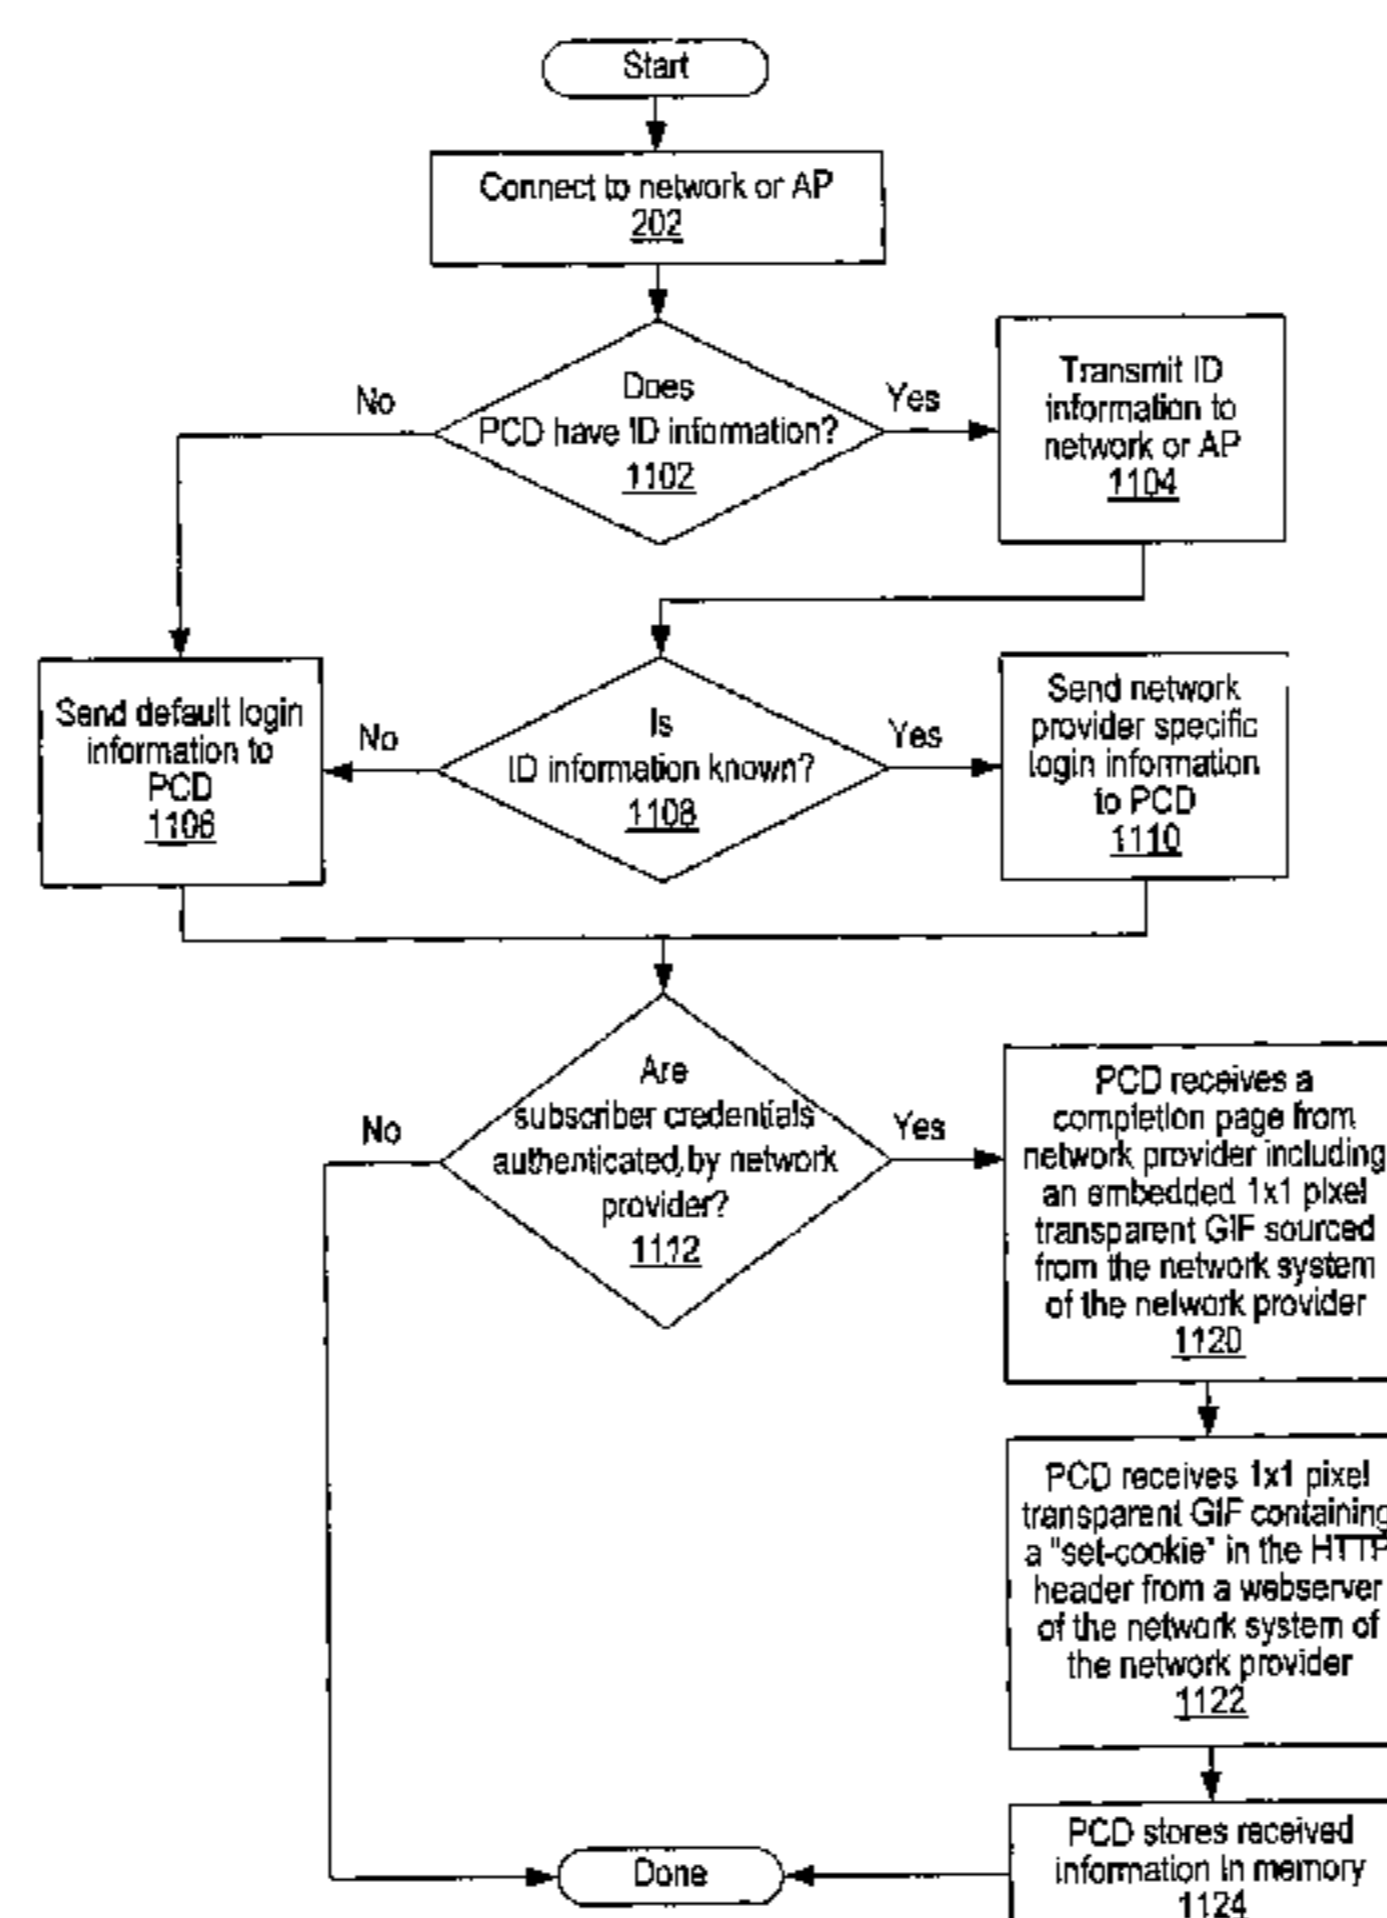 Start
Connect to network or AP
202
Does
PCD have ID information?
1102
No
Yes
Transmit ID
information to
network or AP
1104
Send default login
information to
PCD
1106
No
Is
ID information known?
1108
Yes
Send network
provider specific
login information
to PCD
1110
Are
subscriber credentials
authenticated by network
provider?
1112
No
Yes
PCD receives a
completion page from
network provider including
an embedded 1x1 pixel
transparent GIF sourced
from the network system
of the network provider
1120
PCD receives 1x1 pixel
transparent GIF containing
a "set-cookie" in the HTTP
header from a webserver
of the network system of
the network provider
1122
PCD stores received
information in memory
1124
Done